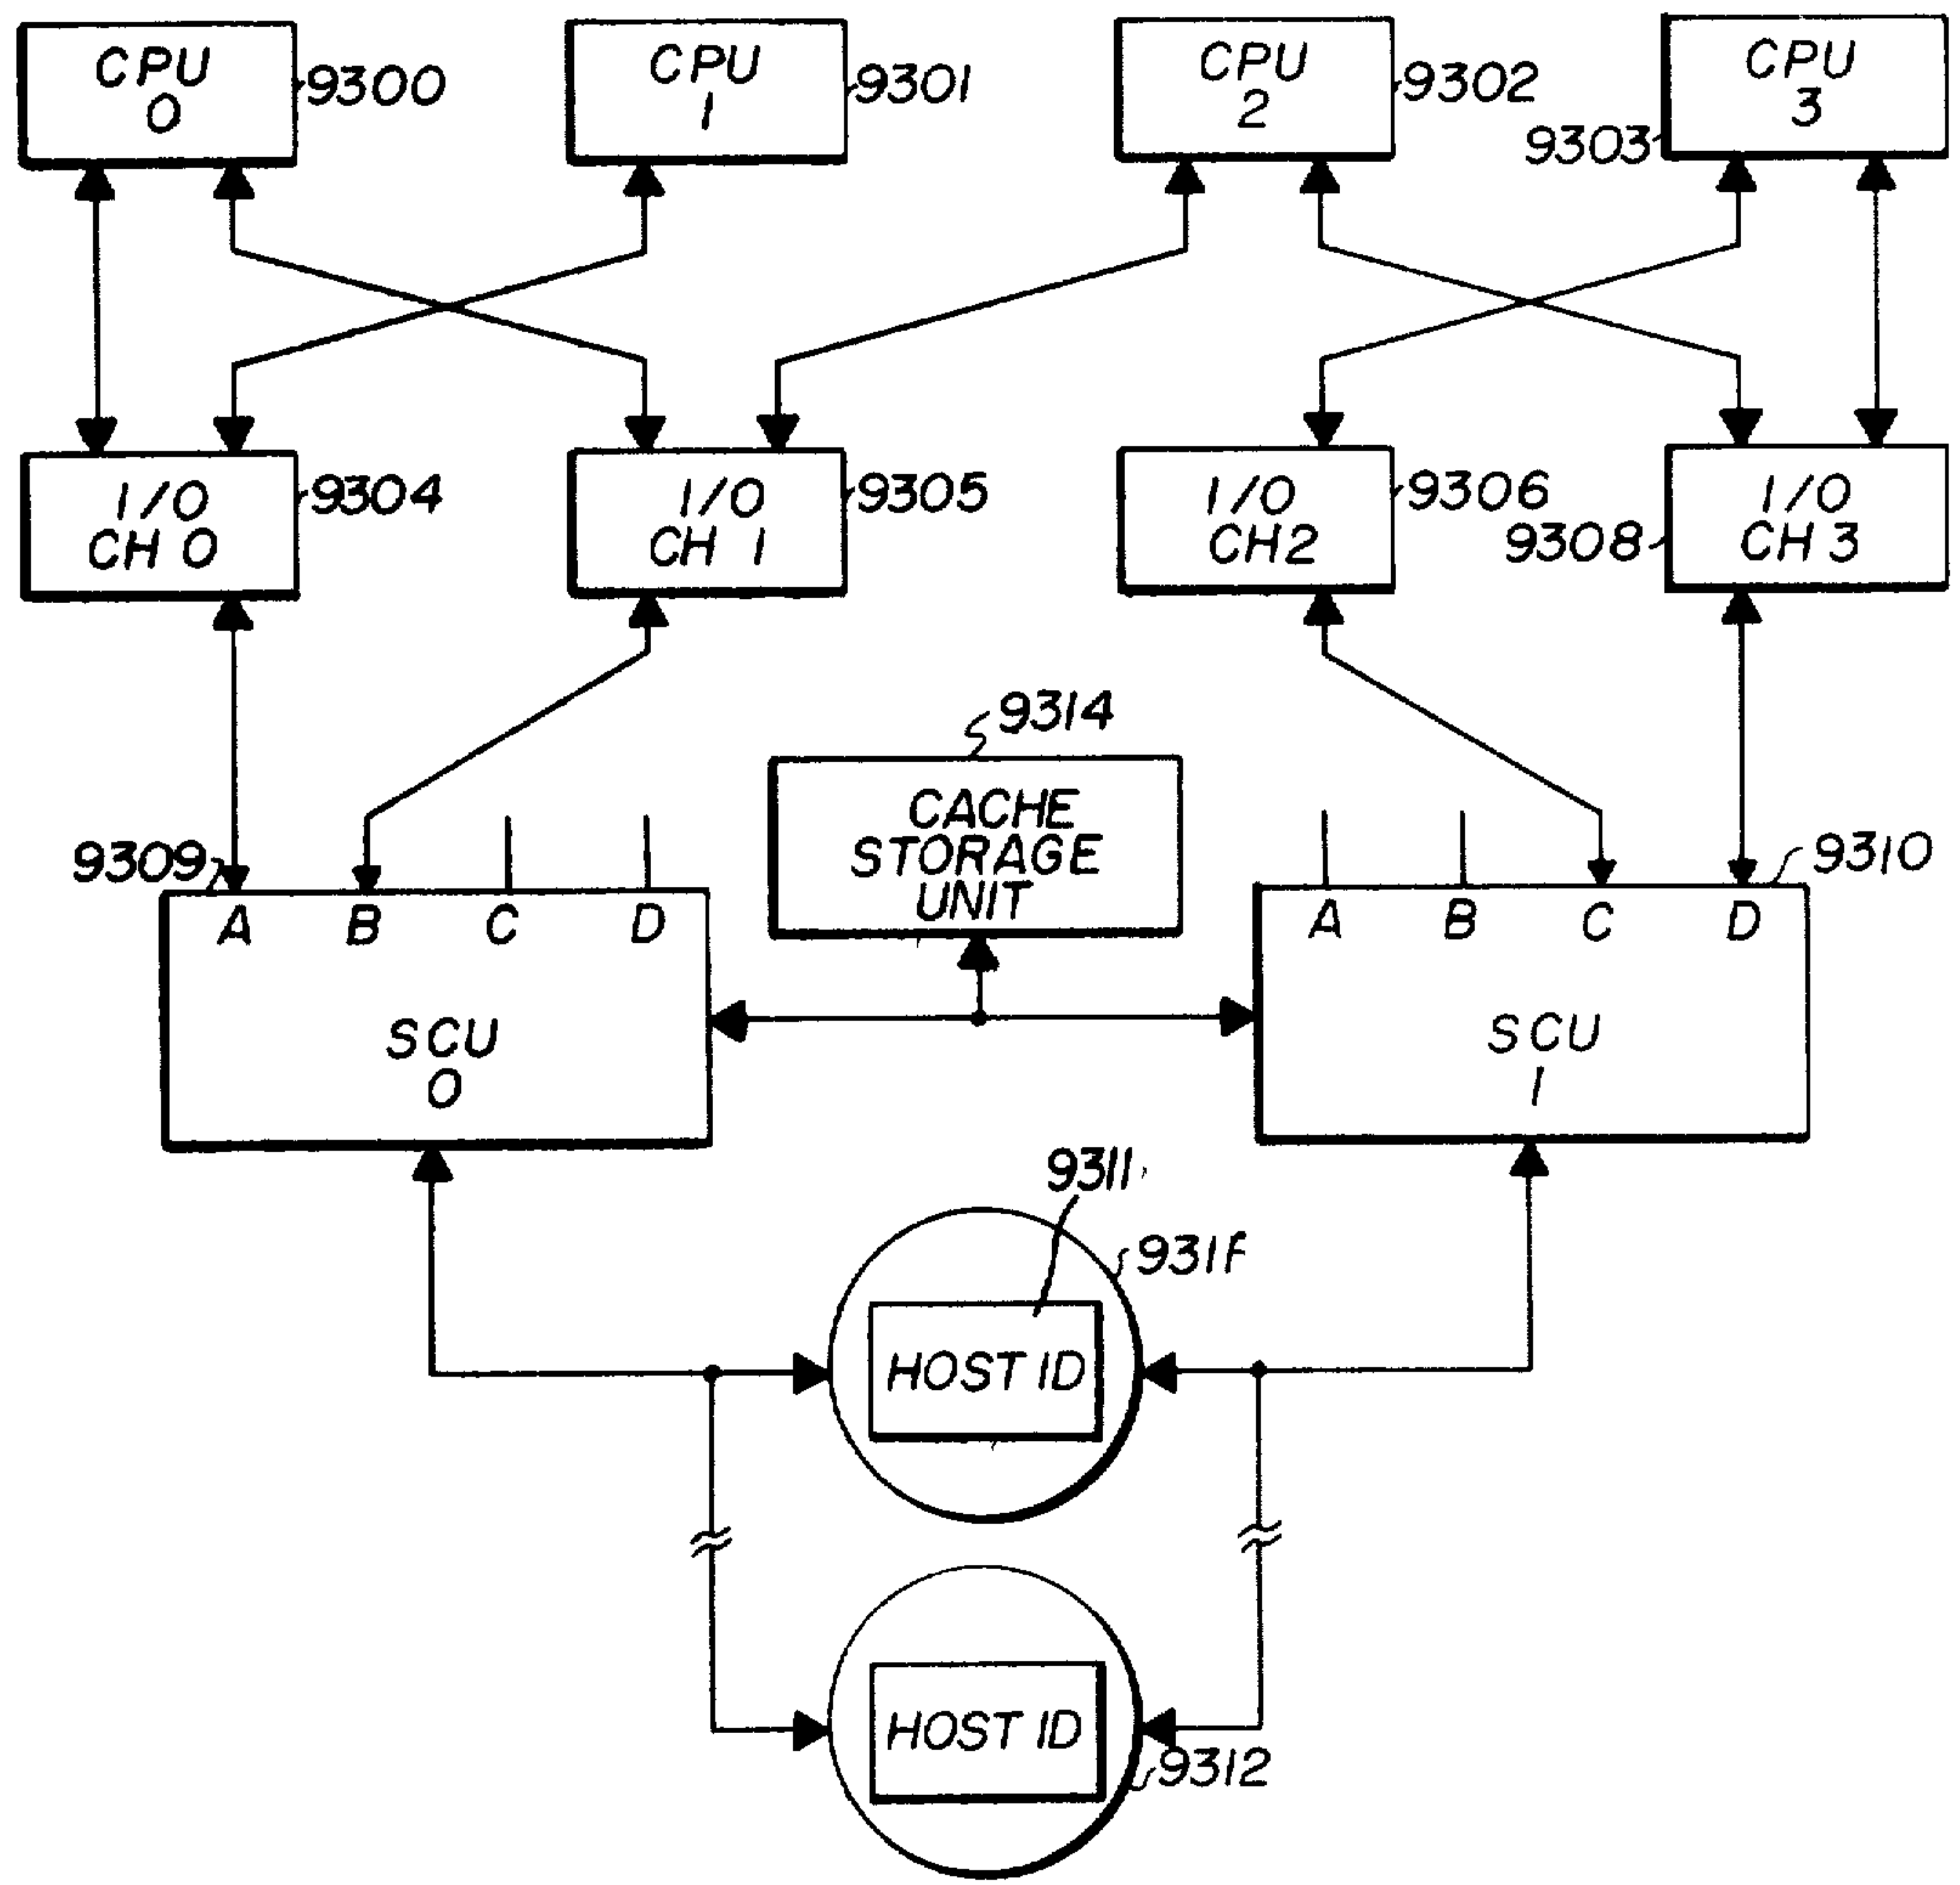 CPU
0
9300
CPU
1
9301
CPU
2
9302
CPU
3
9303
I/O
CH 0
9304
I/O
CH 1
9305
I/O
CH2
9306
I/O
CH 3
9308
9314
CACHE
STORAGE
UNIT
9309
A B C D
SCU
0
9310
A B C D
SCU
1
9311
HOST ID
HOST ID
9312